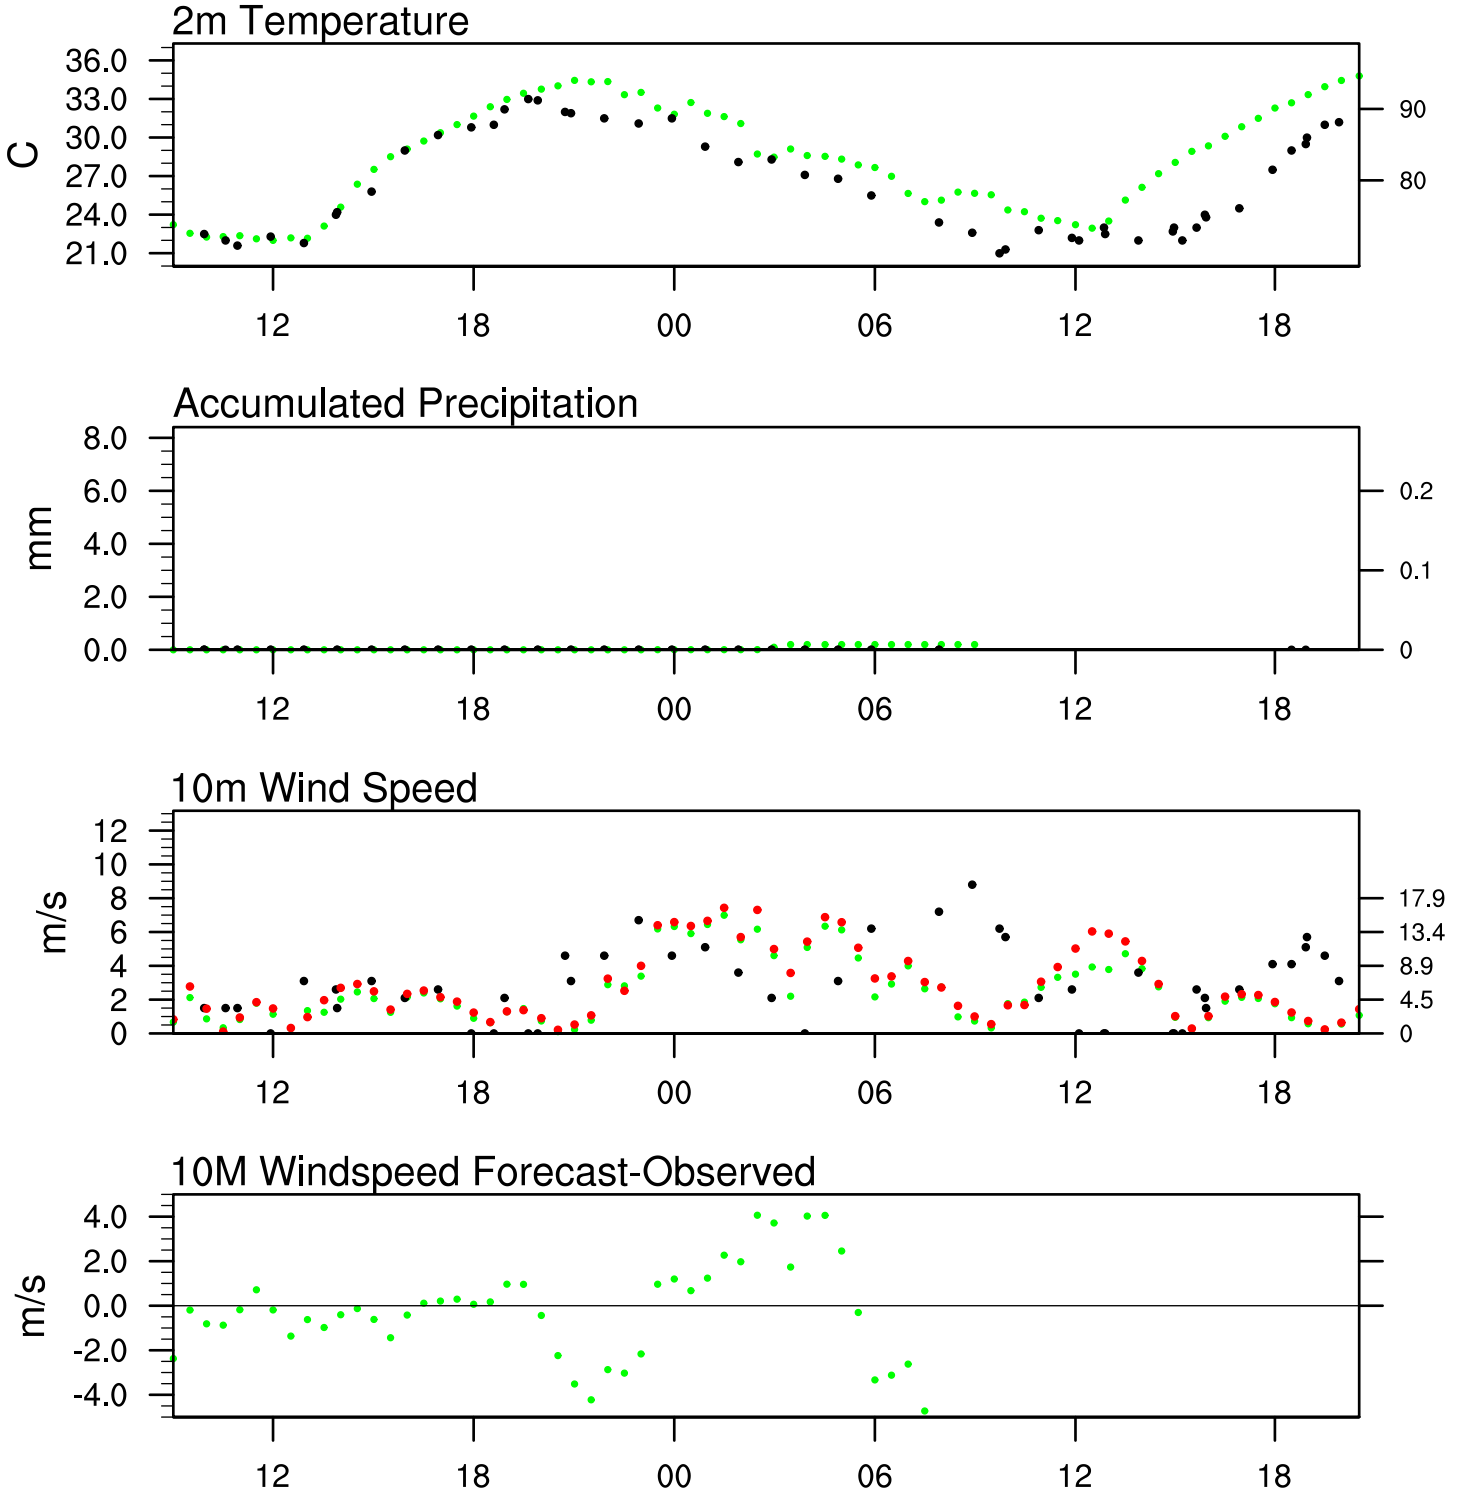 2m Temperature
36.0
33.0
90
30.0
C
27.0
80
24.0
21.0
12 18 00 06 12 18
Accumulated Precipitation
8.0
6.0 0.2
mm
4.0
0.1
2.0
0.0 0
12 18 00 06 12 18
10m Wind Speed
12
10
m/s
8 17.9
6 13.4
4 8.9
2 4.5
0 0
12 18 00 06 12 18
10M Windspeed Forecast-Observed
4.0
2.0
m/s
0.0
-2.0
-4.0
12 18 00 06 12 18